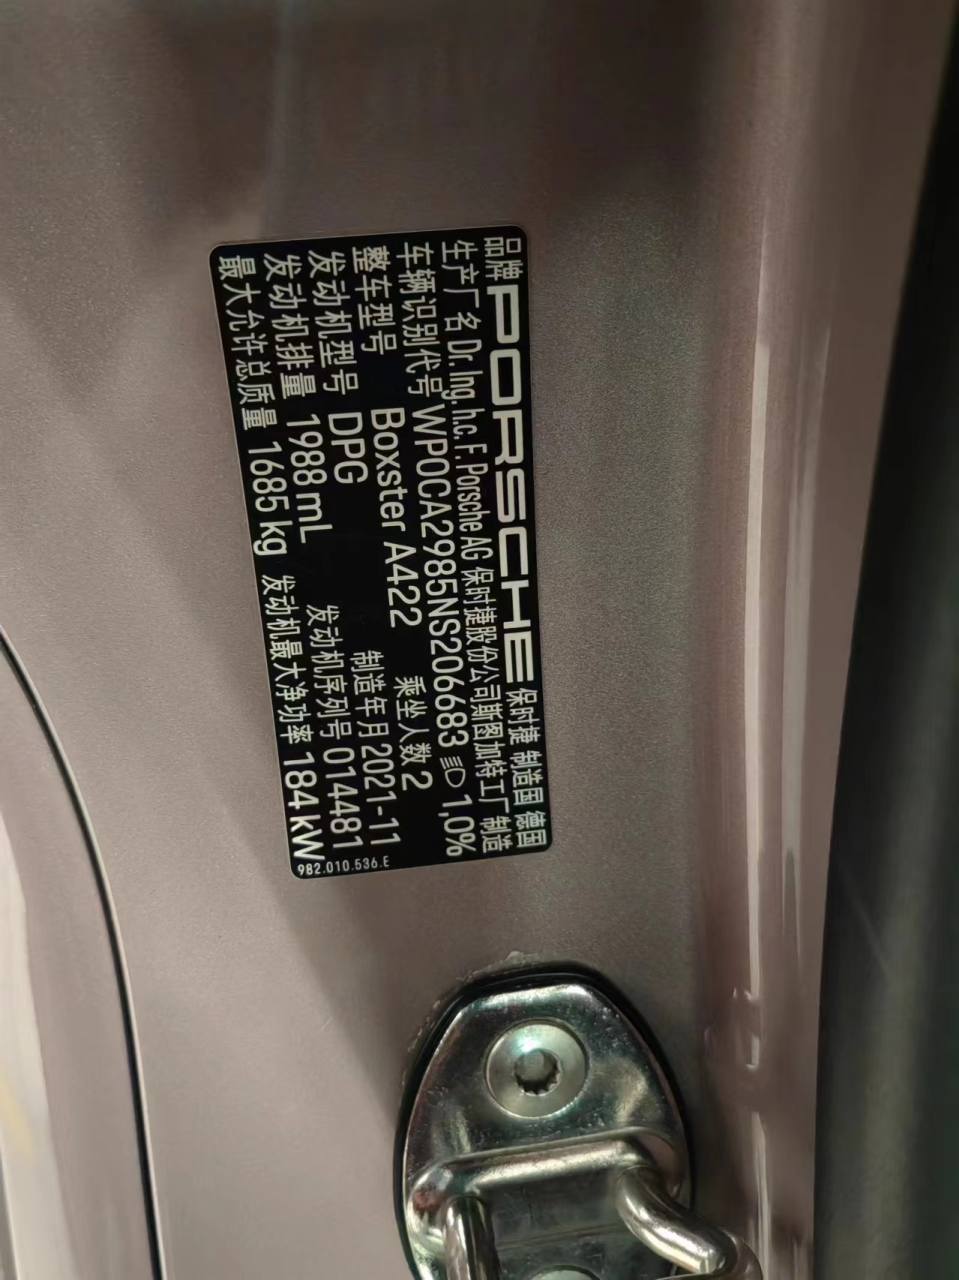 品牌 PORSCHE 保时捷 制造国 德国
生产厂名 Dr. Ing. h.c. F. Porsche AG 保时捷股份公司斯图加特工厂制造
车辆识别代号 WP0CA2985NS206683 1,0%
整车型号 Boxster A422 乘坐人数 2
发动机型号 DPG 制造年月 2021-11
发动机排量 1988 mL 发动机序列号 014481
最大允许总质量 1685 kg 发动机最大净功率 184 kW
982.010.536.E